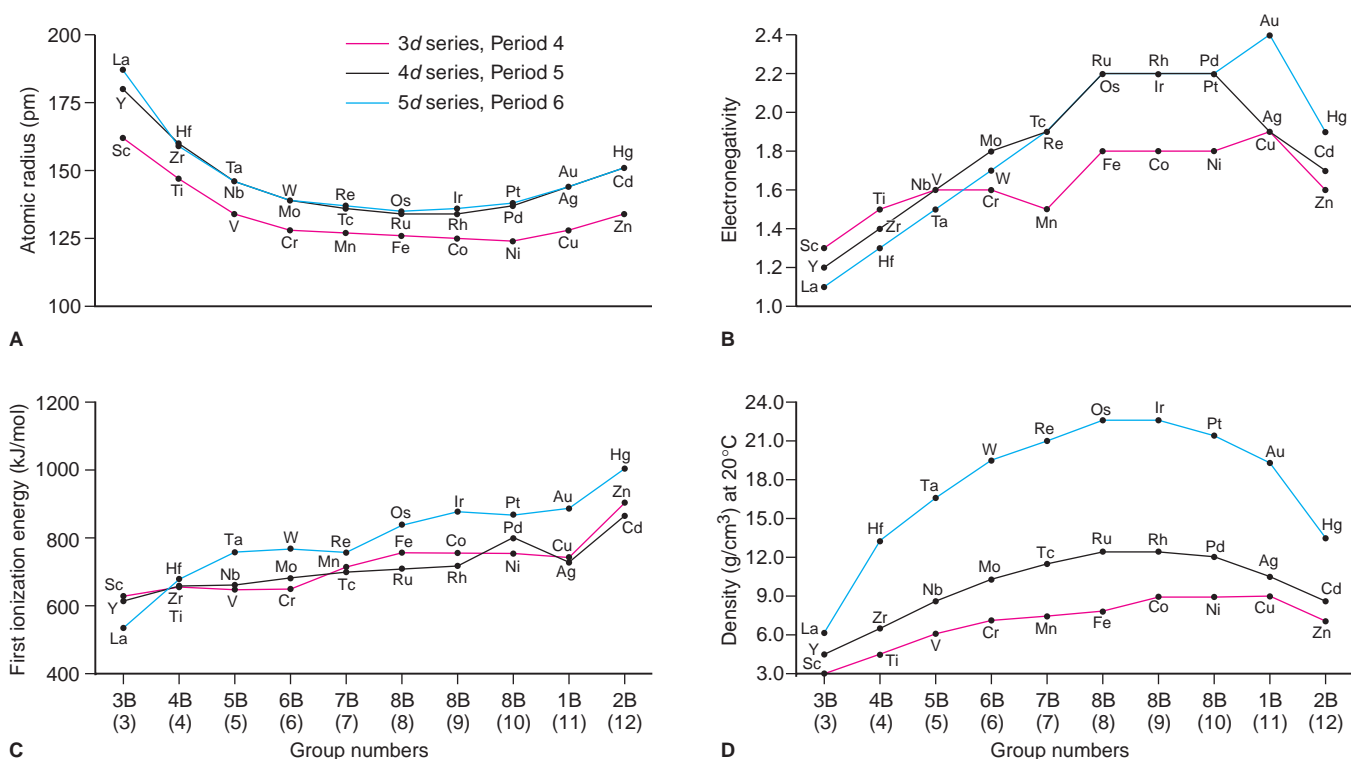 200
175
150
125
100
Atomic radius (pm)
3d series, Period 4
4d series, Period 5
5d series, Period 6
La
Y
Sc
Hf
Zr
Ti
Ta
Nb
V
W
Mo
Cr
Re
Tc
Mn
Os
Ru
Fe
Ir
Rh
Co
Pt
Pd
Ni
Au
Ag
Cu
Hg
Cd
Zn
A
2.4
2.2
2.0
1.8
1.6
1.4
1.2
1.0
Electronegativity
Sc
Y
La
Ti
Zr
Hf
Nb V
Ta
Mo
W
Cr
Tc
Re
Mn
Ru
Os
Fe
Rh
Ir
Co
Pd
Pt
Ni
Au
Ag
Cu
Hg
Cd
Zn
B
1200
1000
800
600
400
First ionization energy (kJ/mol)
Sc
Y
La
Hf
Zr
Ti
Ta
Nb
V
W
Mo
Cr
Re
Mn
Tc
Os
Fe
Ru
Ir
Co
Rh
Pt
Pd
Ni
Au
Cu
Ag
Hg
Zn
Cd
3B 4B 5B 6B 7B 8B 8B 8B 1B 2B
(3) (4) (5) (6) (7) (8) (9) (10) (11) (12)
Group numbers
C
24.0
21.0
18.0
15.0
12.0
9.0
6.0
3.0
Density (g/cm3) at 20°C
La
Y
Sc
Hf
Zr
Ti
Ta
Nb
V
W
Mo
Cr
Re
Tc
Mn
Os
Ru
Fe
Ir
Rh
Co
Pt
Pd
Ni
Au
Ag
Cu
Hg
Cd
Zn
3B 4B 5B 6B 7B 8B 8B 8B 1B 2B
(3) (4) (5) (6) (7) (8) (9) (10) (11) (12)
Group numbers
D